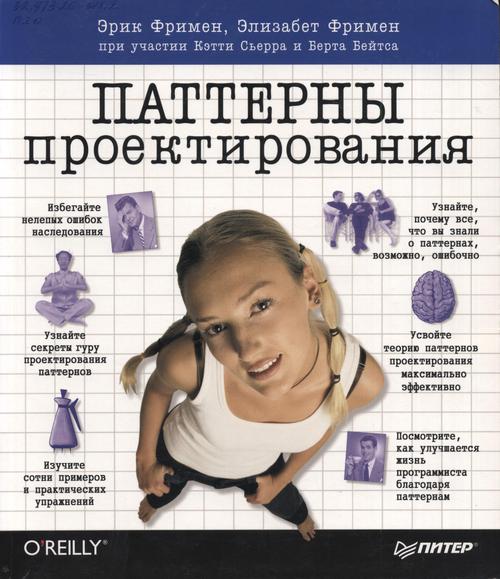 Эрик Фримен, Элизабет Фримен
при участии Кэтти Сьерра и Берта Бейтса
ПАТТЕРНЫ
проектирования
Избегайте
нелепых ошибок
наследования
Узнайте,
почему все,
что вы знали
о паттернах,
возможно, ошибочно
Узнайте
секреты гуру
проектирования
паттернов
Усвойте
теорию паттернов
проектирования
максимально
эффективно
Изучите
сотни примеров
и практических
упражнений
Посмотрите,
как улучшается
жизнь
программиста
благодаря
паттернам
O'REILLY®
ПИТЕР®